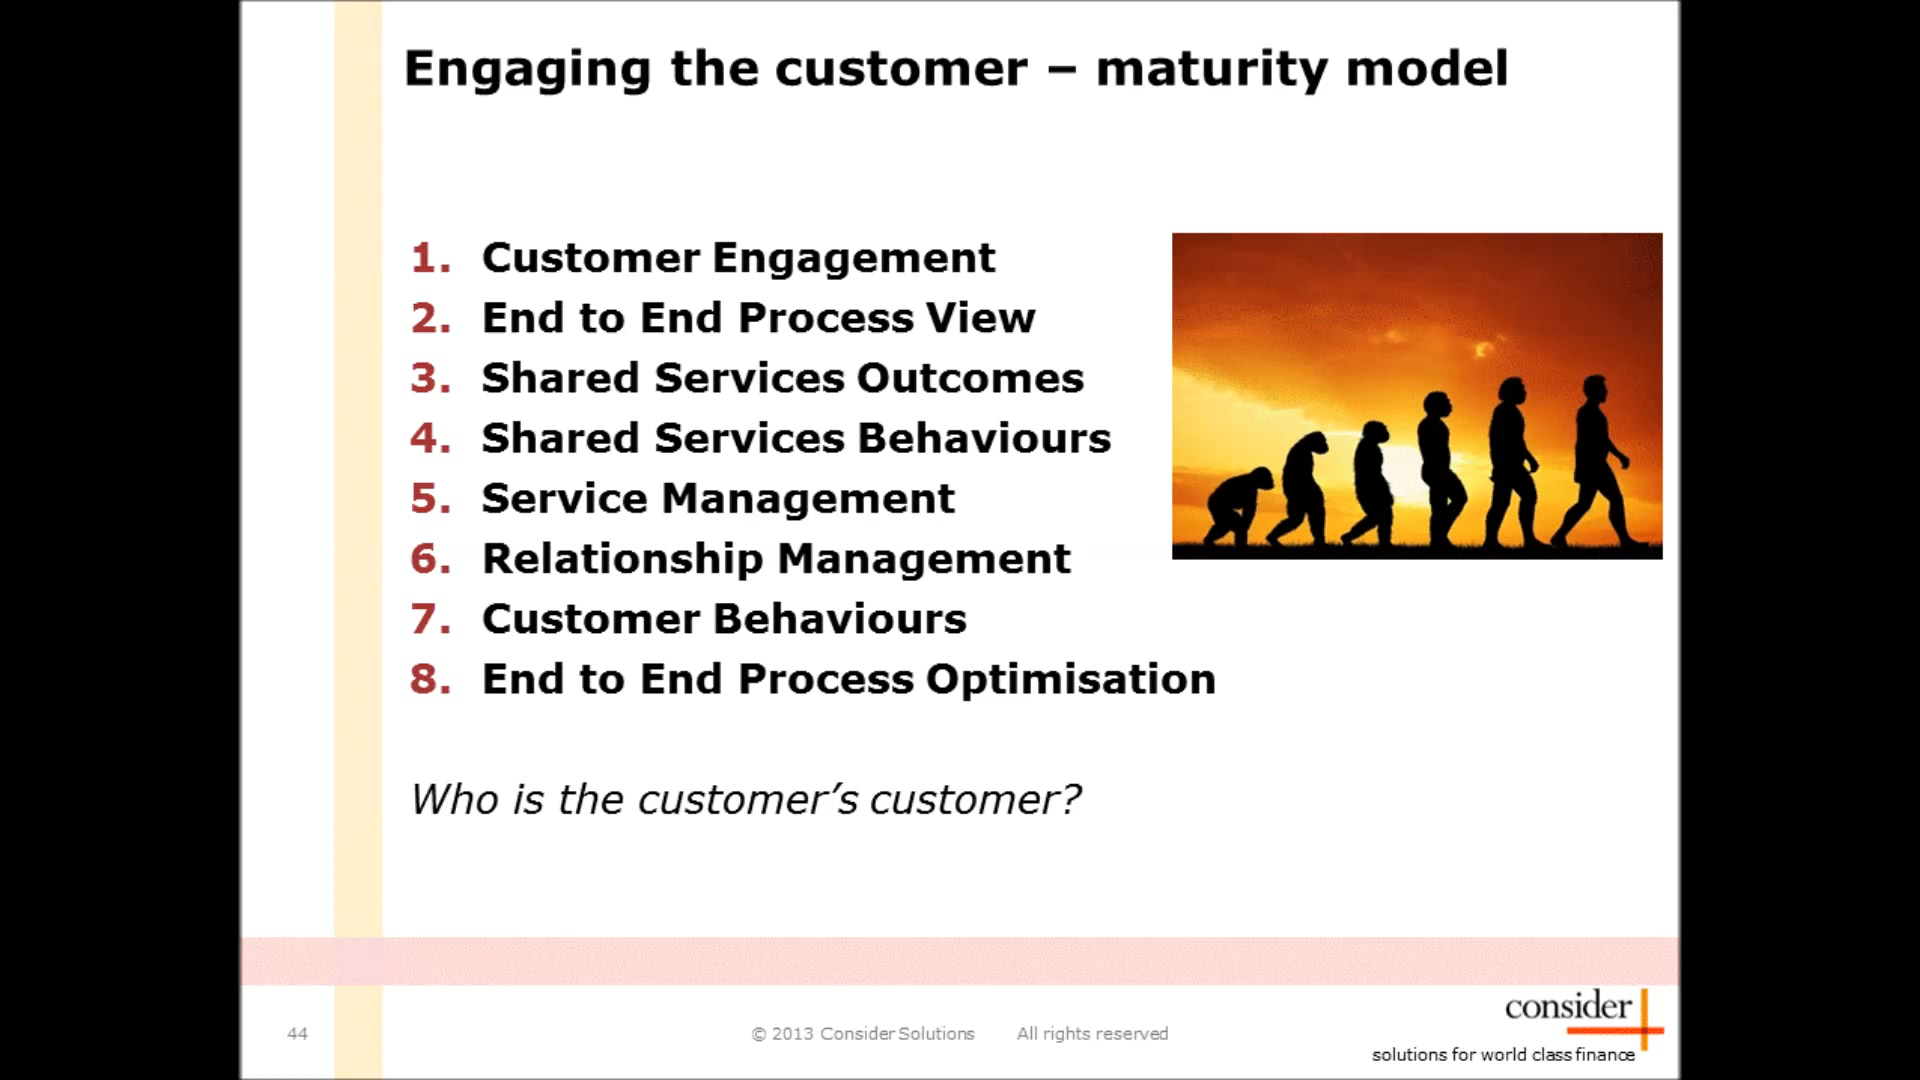 Engaging the customer – maturity model
1. Customer Engagement
2. End to End Process View
3. Shared Services Outcomes
4. Shared Services Behaviours
5. Service Management
6. Relationship Management
7. Customer Behaviours
8. End to End Process Optimisation
Who is the customer's customer?
consider
44 © 2013 Consider Solutions All rights reserved
solutions for world class finance